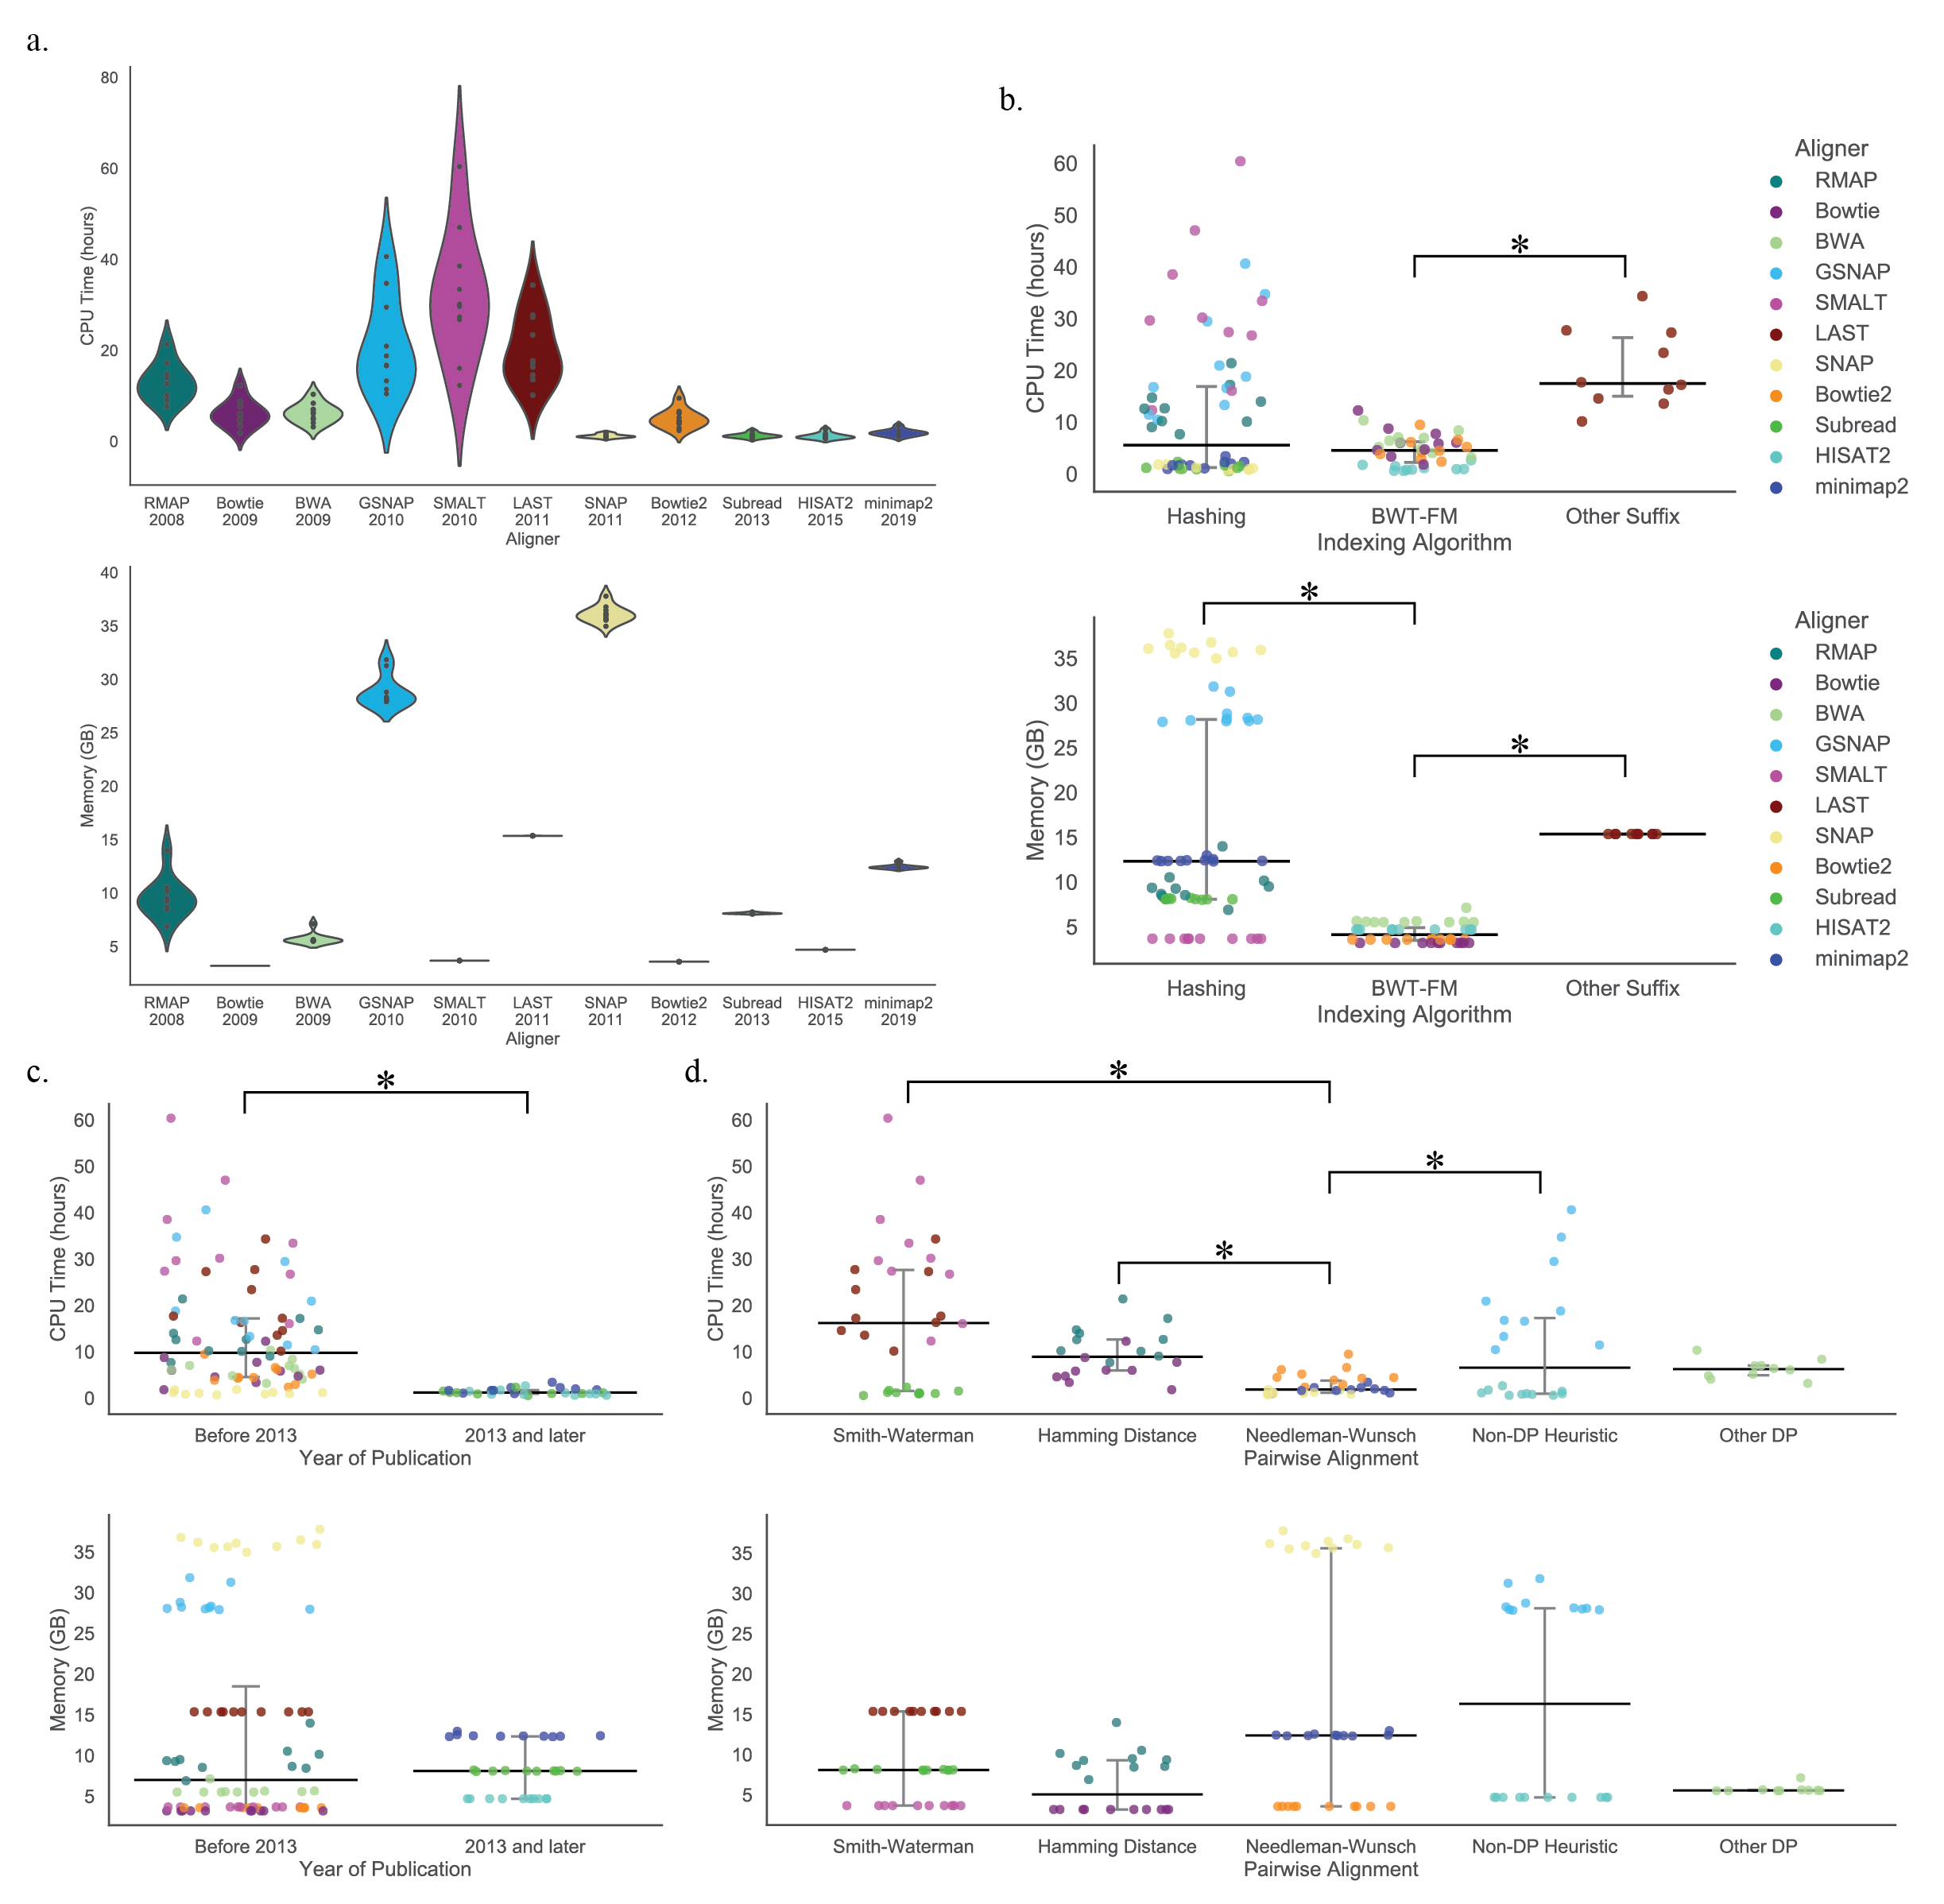 a.
80
60
40
20
0
CPU Time (hours)
RMAP Bowtie BWA GSNAP SMALT LAST SNAP Bowtie2 Subread HISAT2 minimap2
2008 2009 2009 2010 2010 2011 2011 2012 2013 2015 2019
Aligner
40
35
30
25
20
15
10
5
Memory (GB)
RMAP Bowtie BWA GSNAP SMALT LAST SNAP Bowtie2 Subread HISAT2 minimap2
2008 2009 2009 2010 2010 2011 2011 2012 2013 2015 2019
Aligner
b.
60
50
40
30
20
10
0
CPU Time (hours)
*
Hashing BWT-FM Other Suffix
Indexing Algorithm
Aligner
RMAP
Bowtie
BWA
GSNAP
SMALT
LAST
SNAP
Bowtie2
Subread
HISAT2
minimap2
*
*
35
30
25
20
15
10
5
Memory (GB)
Hashing BWT-FM Other Suffix
Indexing Algorithm
Aligner
RMAP
Bowtie
BWA
GSNAP
SMALT
LAST
SNAP
Bowtie2
Subread
HISAT2
minimap2
c.
*
60
50
40
30
20
10
0
CPU Time (hours)
Before 2013 2013 and later
Year of Publication
35
30
25
20
15
10
5
Memory (GB)
Before 2013 2013 and later
Year of Publication
d.
*
*
*
60
50
40
30
20
10
0
CPU Time (hours)
Smith-Waterman Hamming Distance Needleman-Wunsch Non-DP Heuristic Other DP
Pairwise Alignment
35
30
25
20
15
10
5
Memory (GB)
Smith-Waterman Hamming Distance Needleman-Wunsch Non-DP Heuristic Other DP
Pairwise Alignment